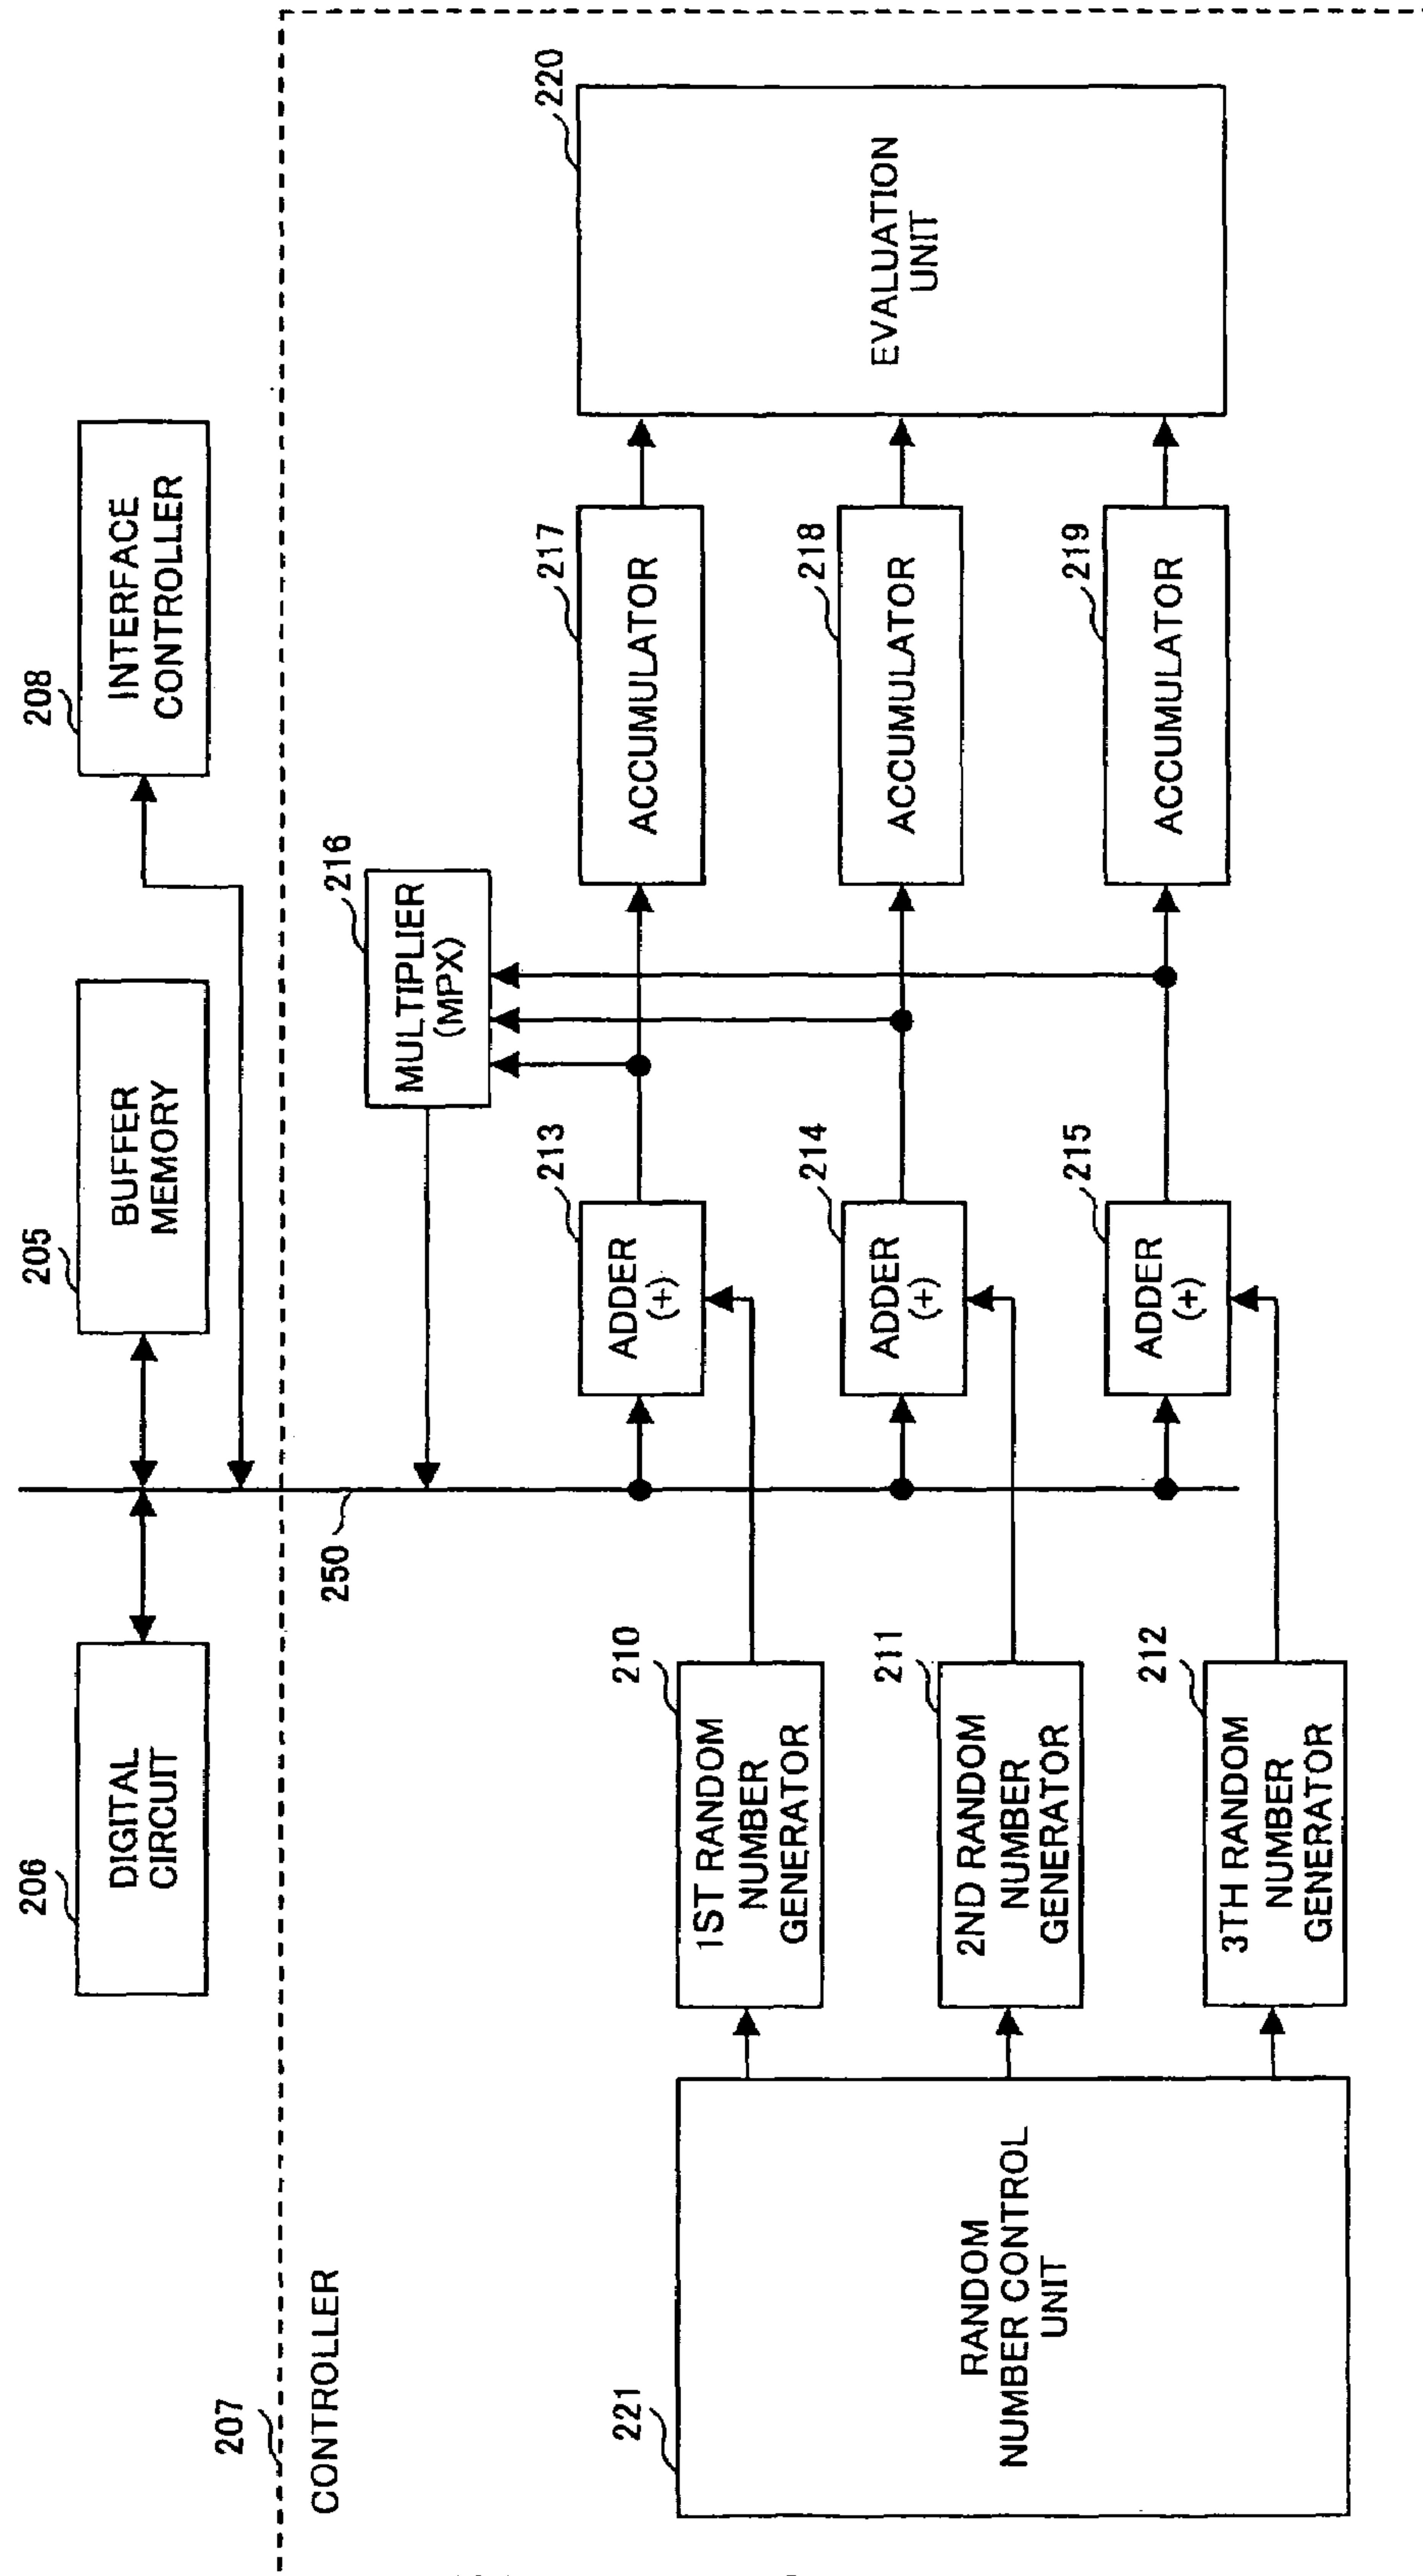 206
DIGITAL
CIRCUIT
205
BUFFER
MEMORY
208
INTERFACE
CONTROLLER
207
CONTROLLER
250
216
MULTIPLIER
(MPX)
221
RANDOM
NUMBER CONTROL
UNIT
210
1ST RANDOM
NUMBER
GENERATOR
213
ADDER
(+)
217
ACCUMULATOR
220
EVALUATION
UNIT
211
2ND RANDOM
NUMBER
GENERATOR
214
ADDER
(+)
218
ACCUMULATOR
212
3TH RANDOM
NUMBER
GENERATOR
215
ADDER
(+)
219
ACCUMULATOR